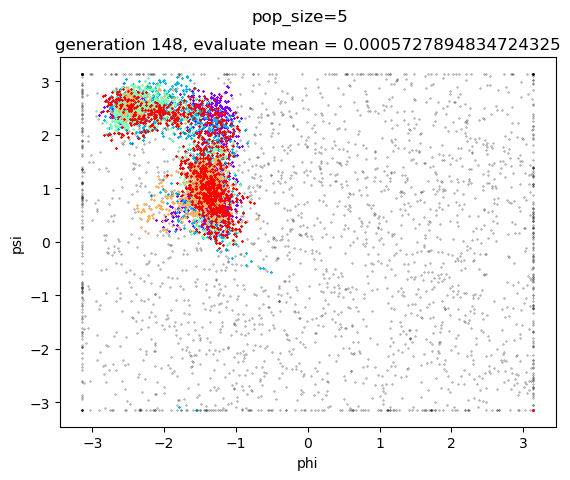 pop_size=5
generation 148, evaluate mean = 0.0005727894834724325
3
2
1
0
−1
−2
−3
psi
−3 −2 −1 0 1 2 3
phi